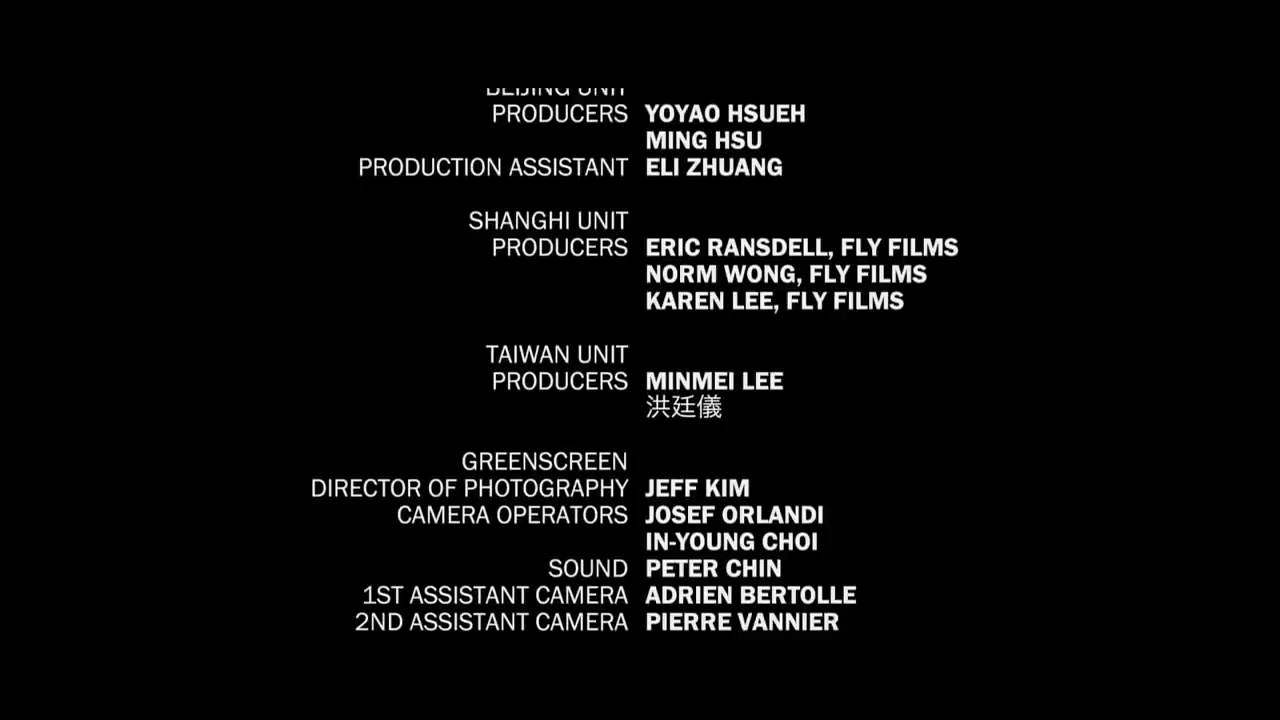 BEIJING UNIT
PRODUCERS YOYAO HSUEH
MING HSU
PRODUCTION ASSISTANT ELI ZHUANG
SHANGHI UNIT
PRODUCERS ERIC RANSDELL, FLY FILMS
NORM WONG, FLY FILMS
KAREN LEE, FLY FILMS
TAIWAN UNIT
PRODUCERS MINMEI LEE
洪廷儀
GREENSCREEN
DIRECTOR OF PHOTOGRAPHY JEFF KIM
CAMERA OPERATORS JOSEF ORLANDI
IN-YOUNG CHOI
SOUND PETER CHIN
1ST ASSISTANT CAMERA ADRIEN BERTOLLE
2ND ASSISTANT CAMERA PIERRE VANNIER